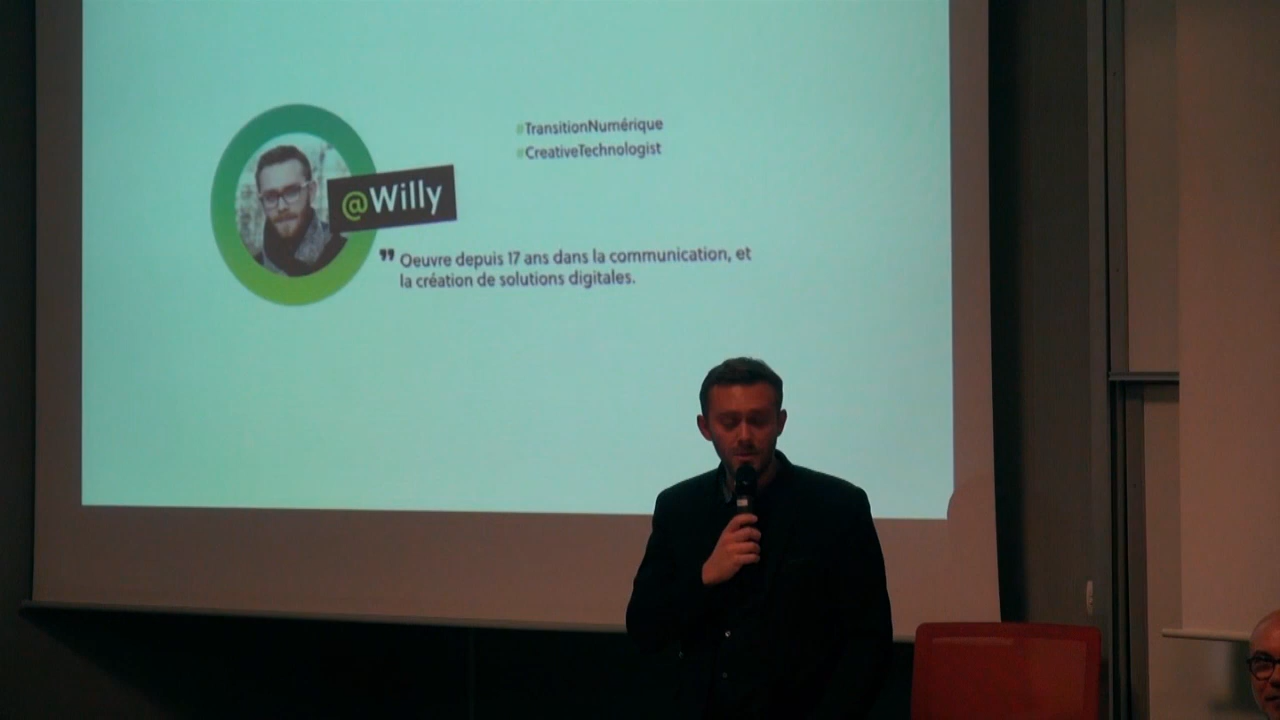 #TransitionNumérique
#CreativeTechnologist
@Willy
" Oeuvre depuis 17 ans dans la communication, et
la création de solutions digitales.